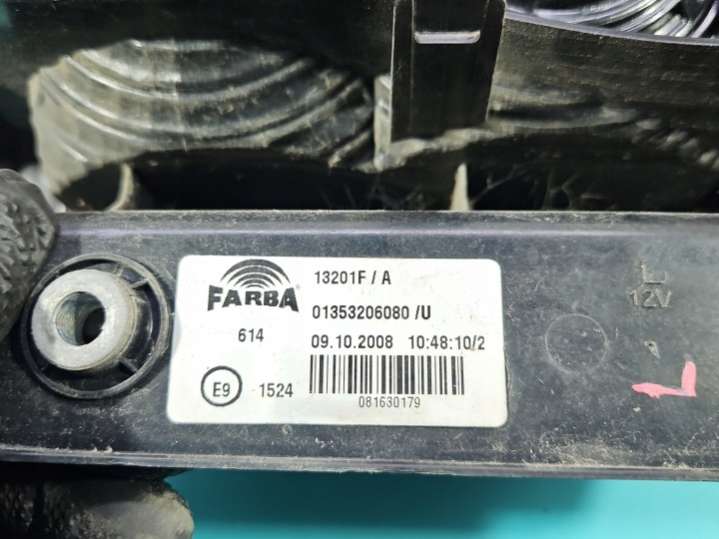 FARBA
13201F / A
01353206080 /U
614
09.10.2008 10:48:10/2
E9 1524
081630179
L
12V
L